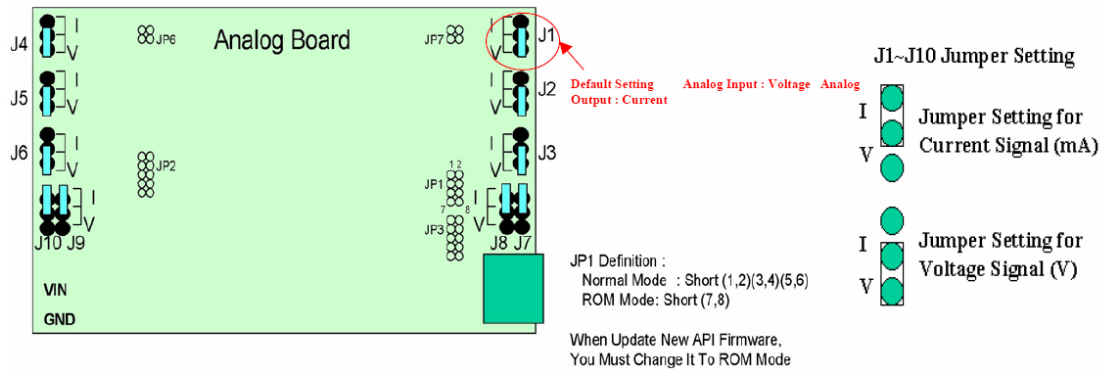 Analog Board
J4
I
V
JP6
JP7
I
V
J1
J5
I
V
I
V
J2
J6
I
V
JP2
I
V
J3
1 2
JP1
7 8
JP3
I
V
J10 J9
I
V
J8 J7
VIN
GND
Default Setting Analog Input : Voltage Analog
Output : Current
JP1 Definition :
Normal Mode : Short (1,2)(3,4)(5,6)
ROM Mode: Short (7,8)
When Update New API Firmware,
You Must Change It To ROM Mode
J1~J10 Jumper Setting
I
V
Jumper Setting for
Current Signal (mA)
I
V
Jumper Setting for
Voltage Signal (V)